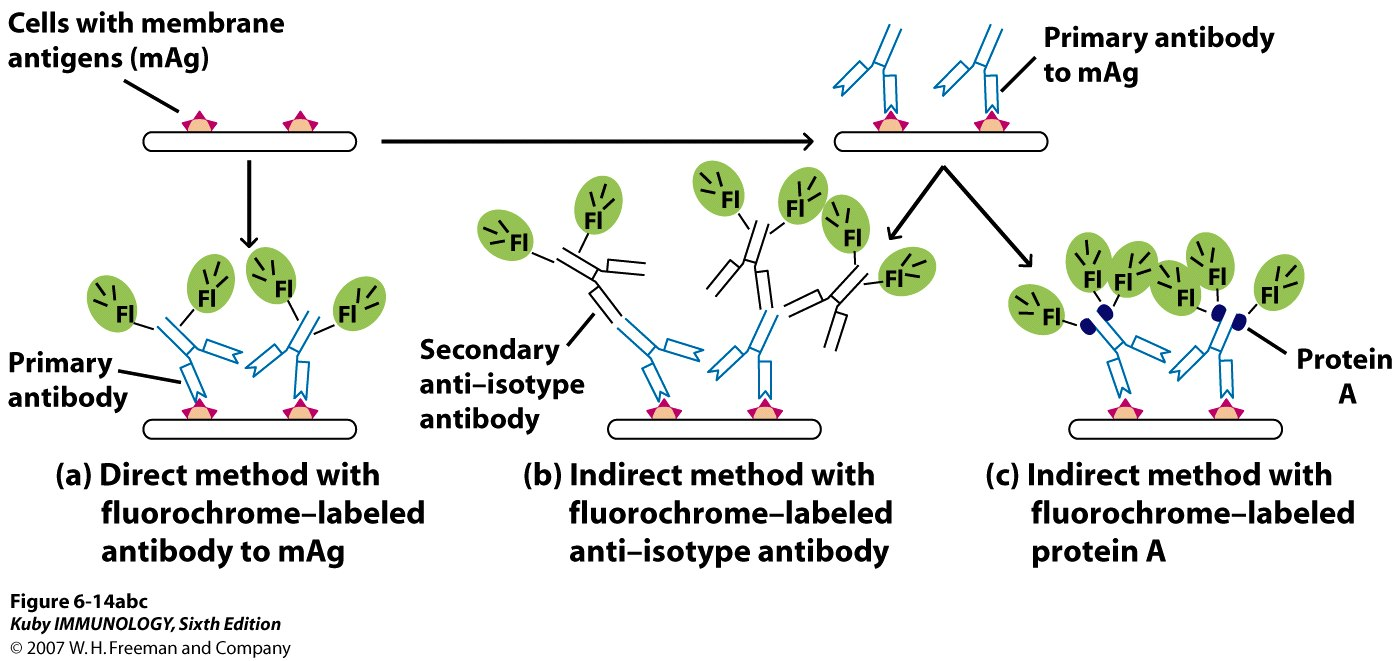 Cells with membrane
antigens (mAg)
Primary antibody
to mAg
Fl
Fl
Fl
Fl
Primary
antibody
Fl
Fl
Fl
Fl
Fl
Fl
Secondary
anti–isotype
antibody
Fl
Fl
Fl
Fl
Fl
Fl
Protein
A
(a) Direct method with
fluorochrome–labeled
antibody to mAg
(b) Indirect method with
fluorochrome–labeled
anti–isotype antibody
(c) Indirect method with
fluorochrome–labeled
protein A
Figure 6-14abc
Kuby IMMUNOLOGY, Sixth Edition
© 2007 W. H. Freeman and Company